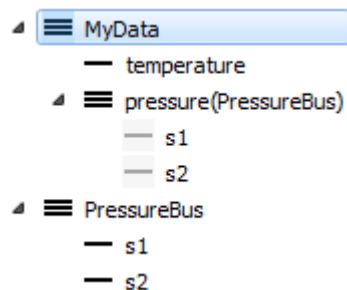 MyData
temperature
pressure(PressureBus)
s1
s2
PressureBus
s1
s2